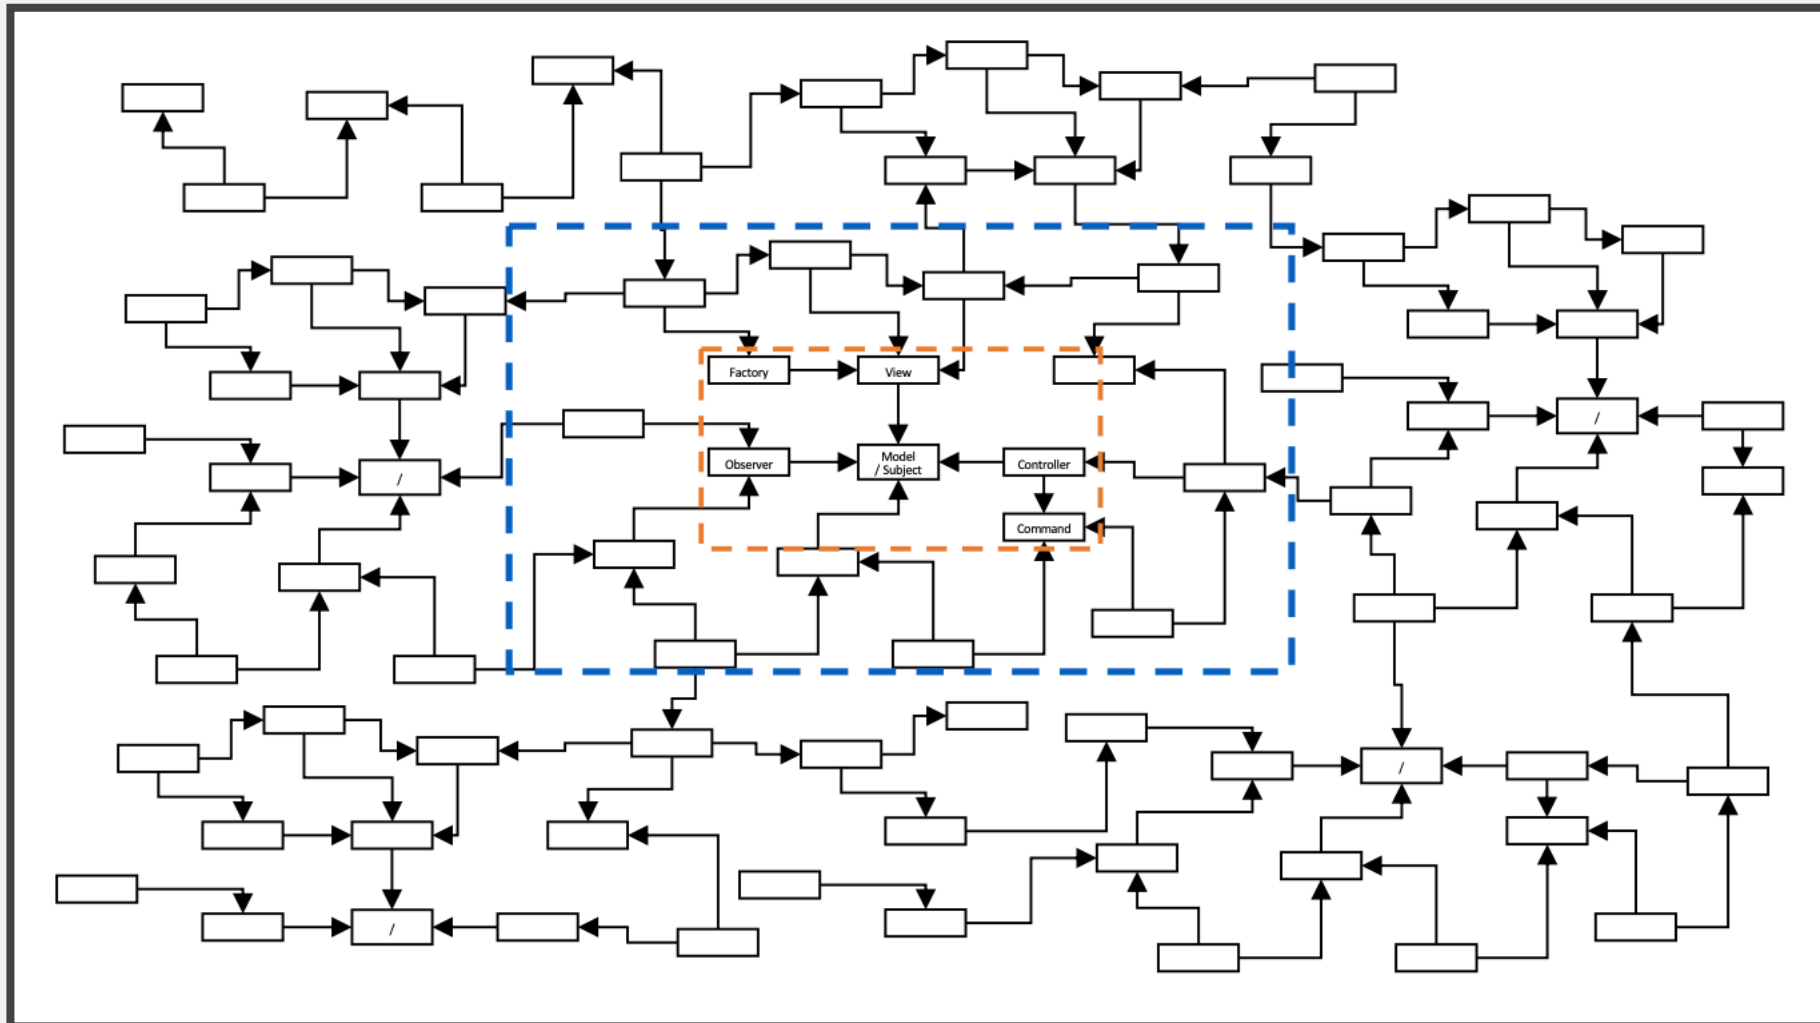 Factory
View
/
/
Observer
Model
/ Subject
Controller
Command
/
/